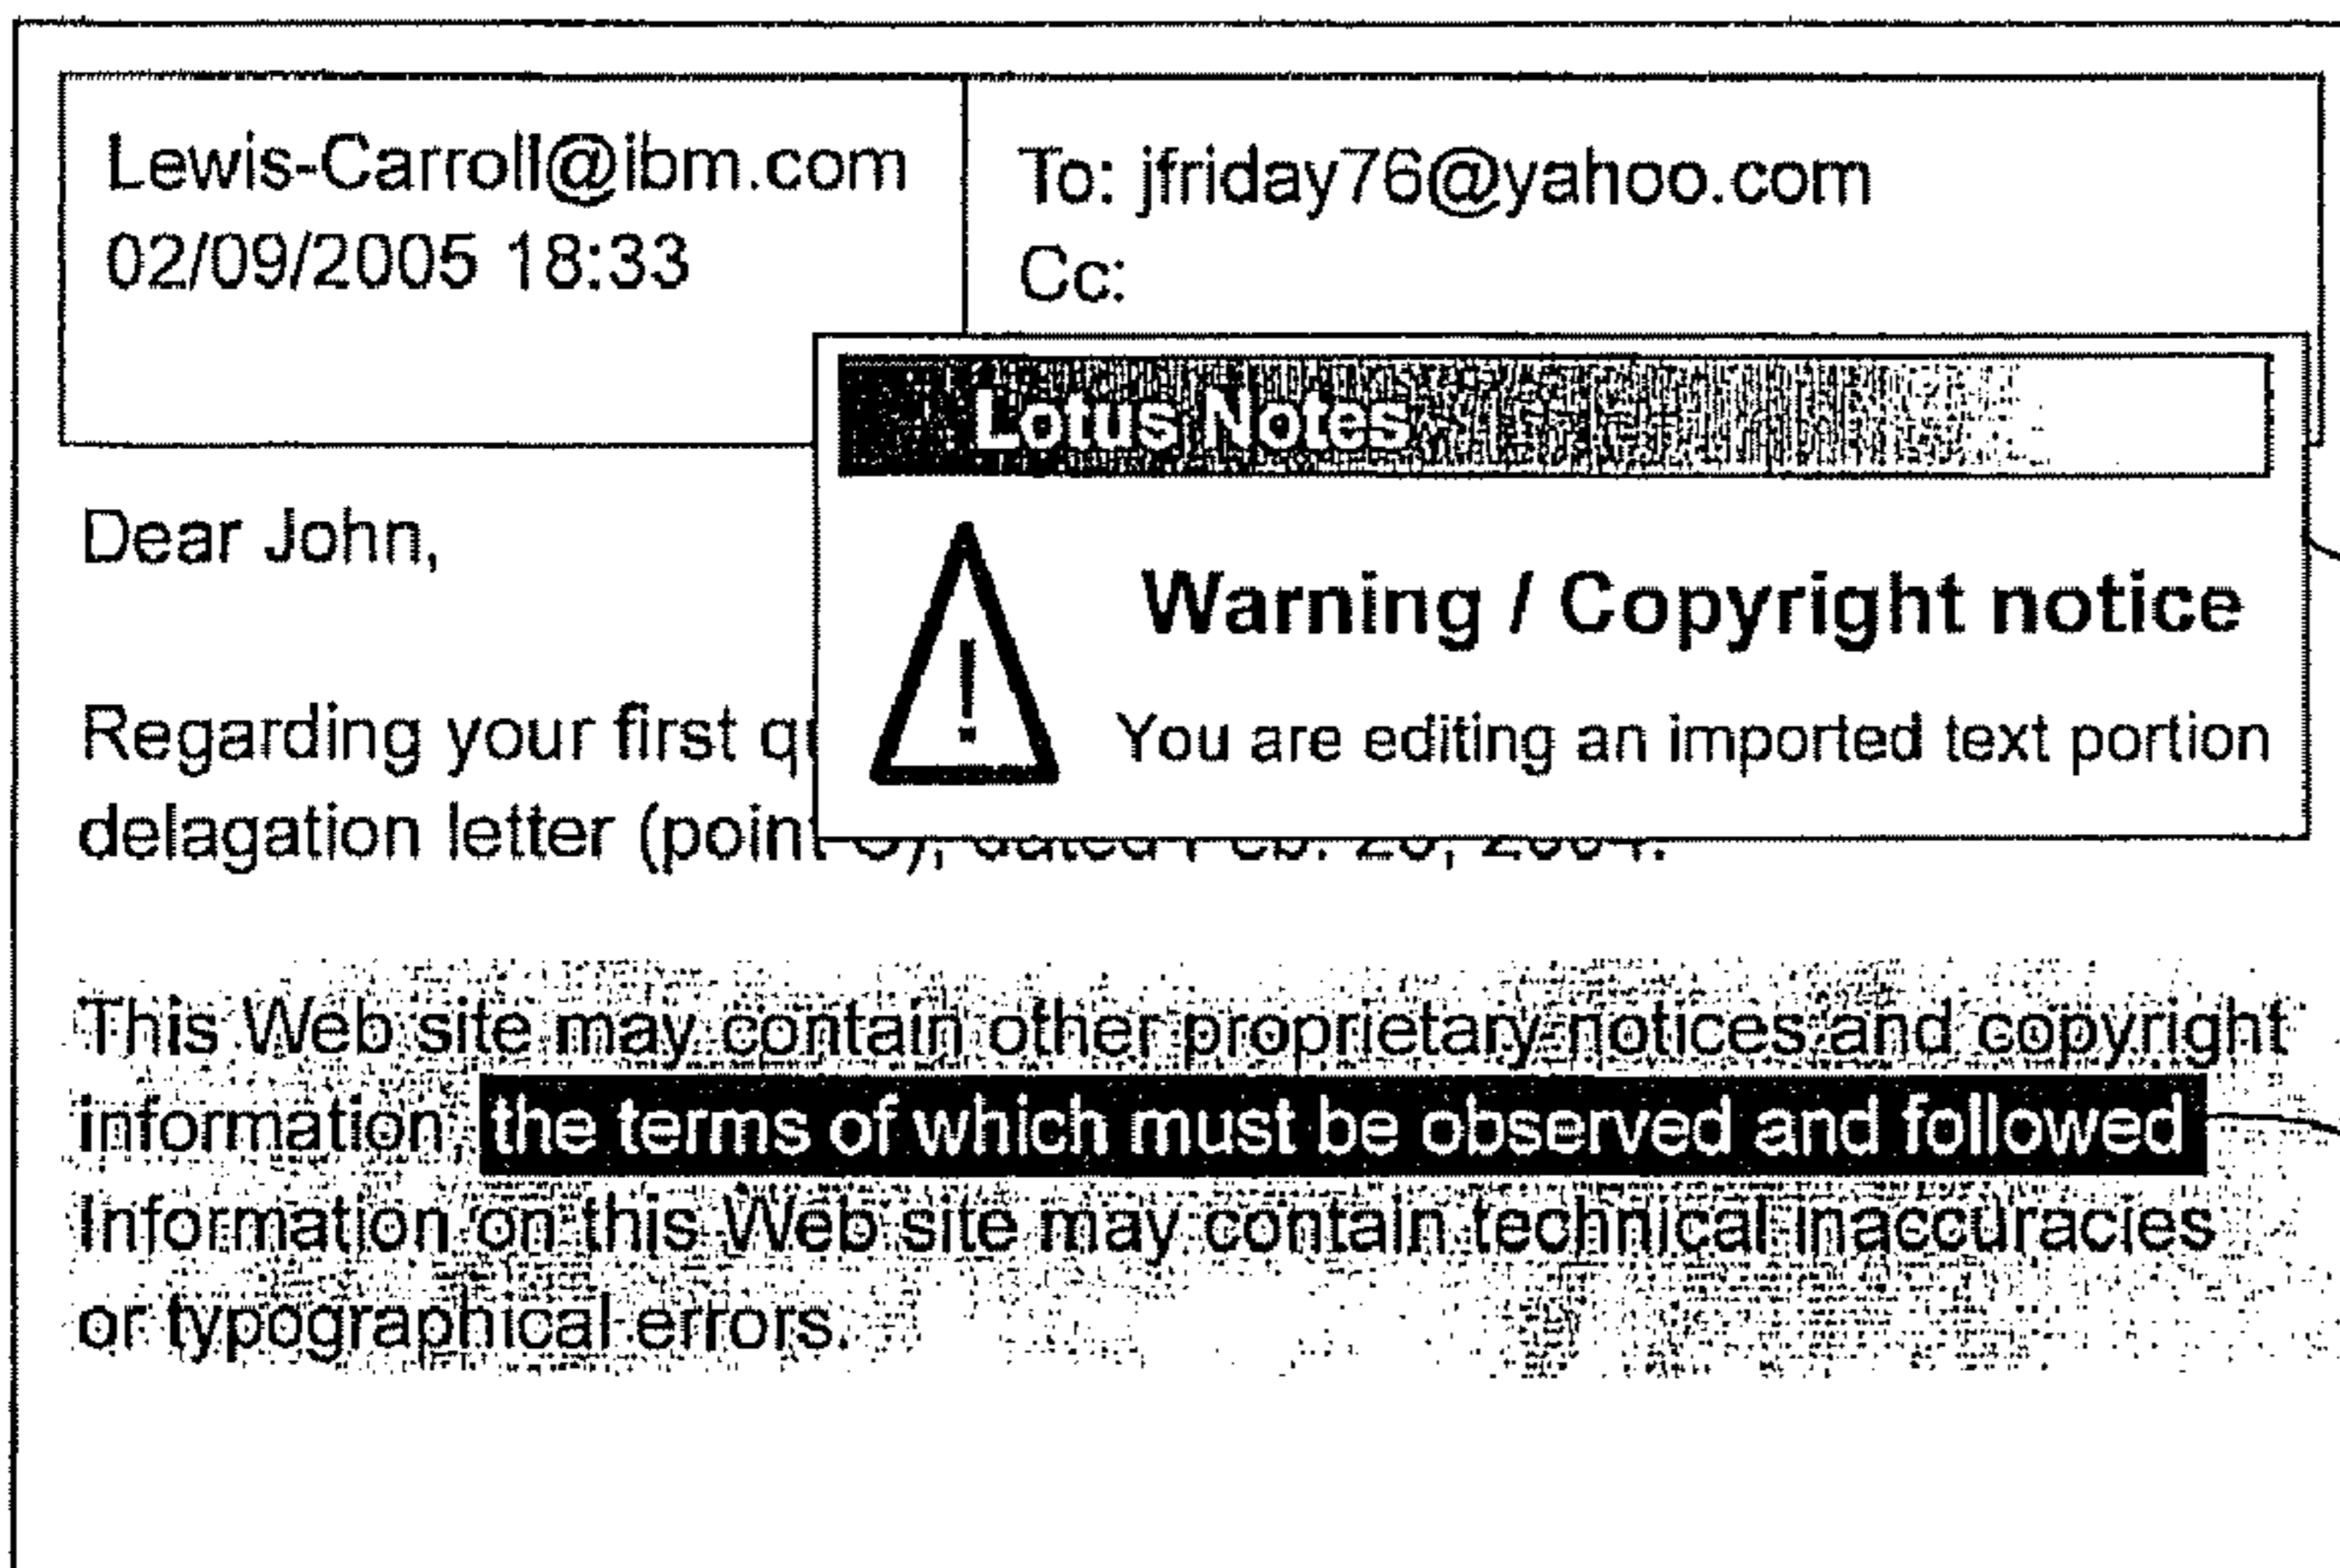 Lewis-Carroll@ibm.com
02/09/2005 18:33
To: jfriday76@yahoo.com
Cc:
Lotus Notes
Warning / Copyright notice
You are editing an imported text portion
Dear John,
Regarding your first
delagation letter (point dated Feb.
This Web site may contain other proprietary notices and copyright
information, the terms of which must be observed and followed
Information on this Web site may contain technical inaccuracies
or typographical errors.